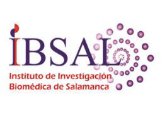 IBSAL
Instituto de Investigación
Biomédica de Salamanca